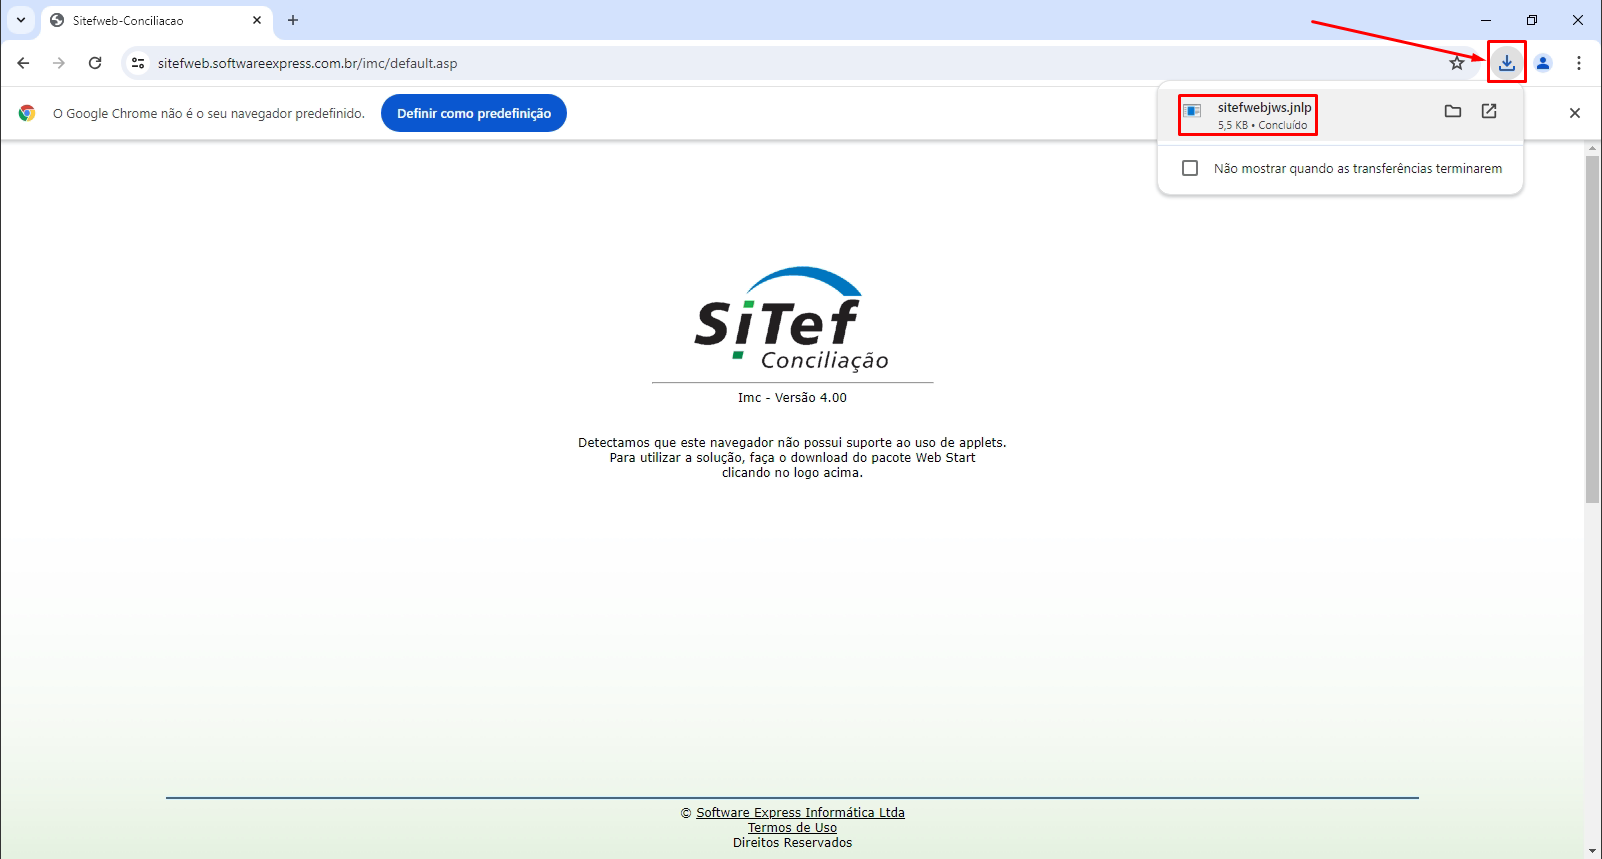 Sitefweb-Conciliacao
sitefweb.softwareexpress.com.br/imc/default.asp
O Google Chrome não é o seu navegador predefinido.
Definir como predefinição
sitefwebjws.jnlp
5,5 KB • Concluído
Não mostrar quando as transferências terminarem
SiTef
Conciliação
Imc - Versão 4.00
Detectamos que este navegador não possui suporte ao uso de applets.
Para utilizar a solução, faça o download do pacote Web Start
clicando no logo acima.
© Software Express Informática Ltda
Termos de Uso
Direitos Reservados